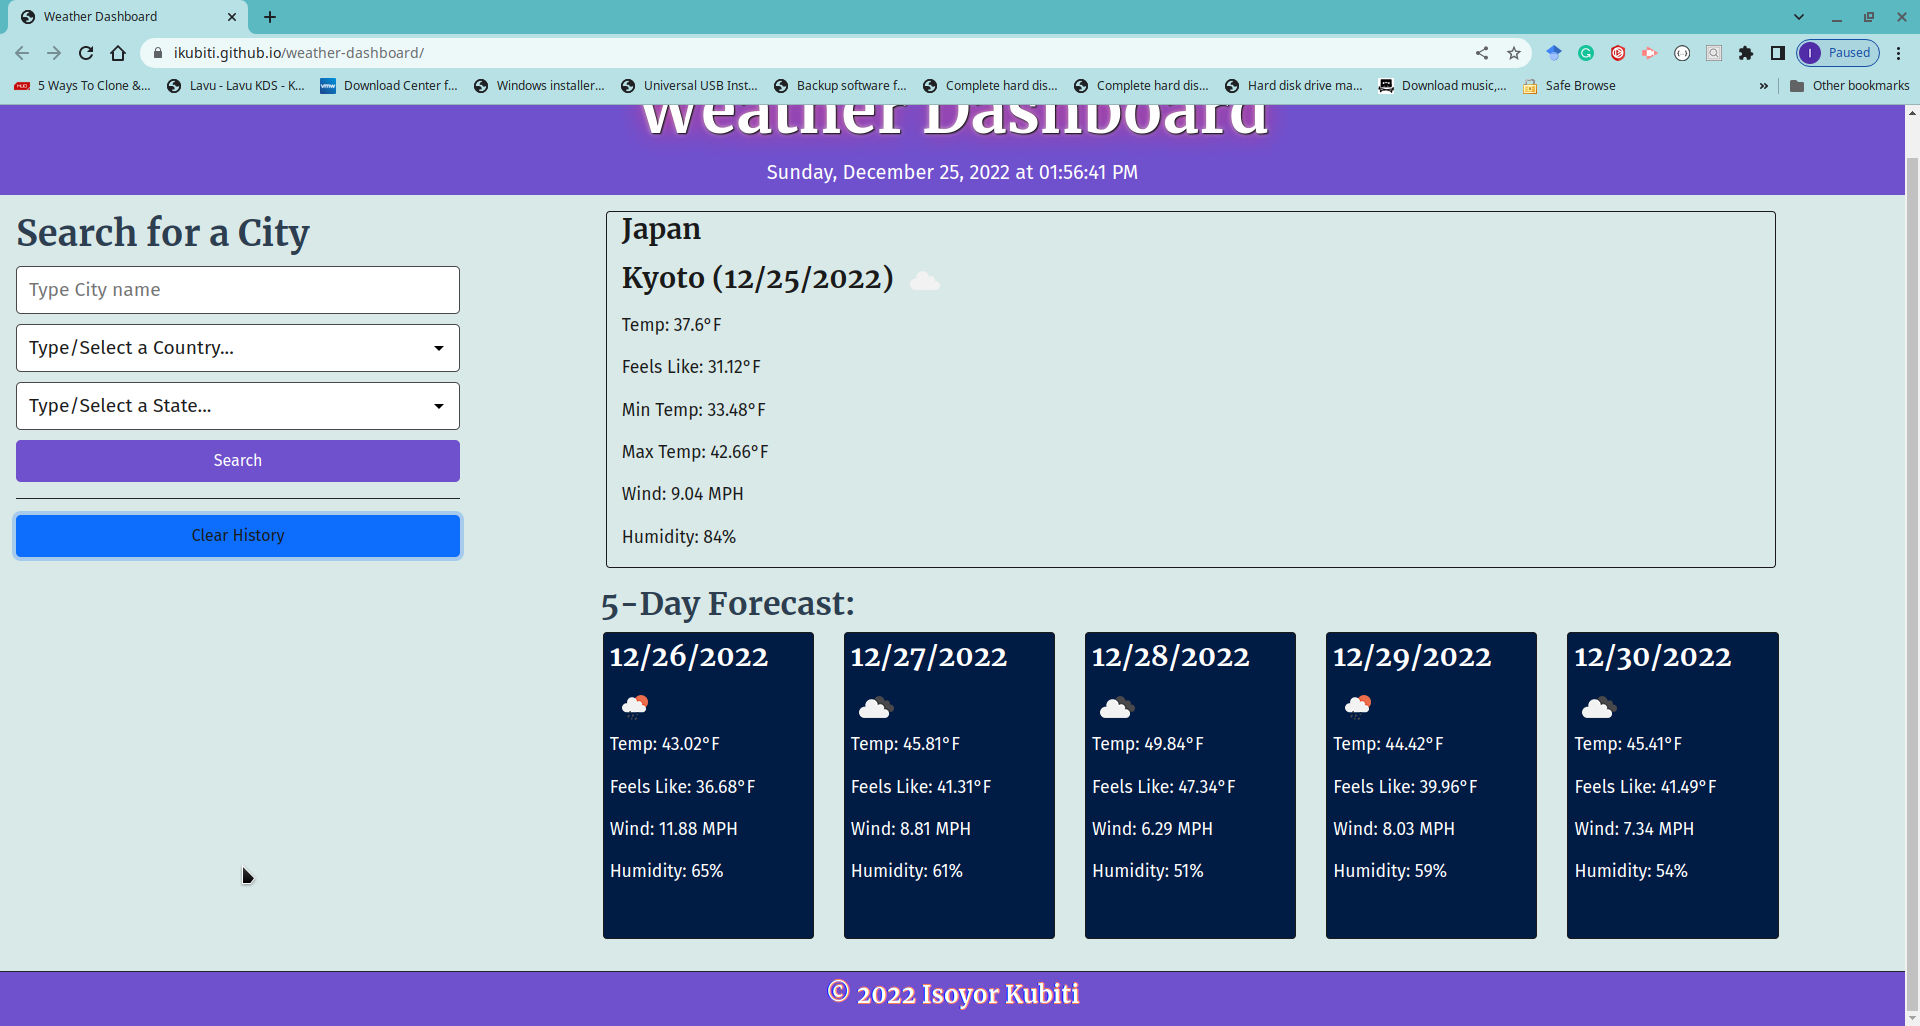 Weather Dashboard
ikubiti.github.io/weather-dashboard/
I Paused
5 Ways To Clone &...
Lavu - Lavu KDS - K...
vmw Download Center f...
Windows installer...
Universal USB Inst...
Backup software f...
Complete hard dis...
Complete hard dis...
Hard disk drive ma...
Download music,...
Safe Browse
»
Other bookmarks
Weather Dashboard
Sunday, December 25, 2022 at 01:56:41 PM
Search for a City
Type City name
Type/Select a Country...
Type/Select a State...
Search
Clear History
Japan
Kyoto (12/25/2022)
Temp: 37.6°F
Feels Like: 31.12°F
Min Temp: 33.48°F
Max Temp: 42.66°F
Wind: 9.04 MPH
Humidity: 84%
5-Day Forecast:
12/26/2022
Temp: 43.02°F
Feels Like: 36.68°F
Wind: 11.88 MPH
Humidity: 65%
12/27/2022
Temp: 45.81°F
Feels Like: 41.31°F
Wind: 8.81 MPH
Humidity: 61%
12/28/2022
Temp: 49.84°F
Feels Like: 47.34°F
Wind: 6.29 MPH
Humidity: 51%
12/29/2022
Temp: 44.42°F
Feels Like: 39.96°F
Wind: 8.03 MPH
Humidity: 59%
12/30/2022
Temp: 45.41°F
Feels Like: 41.49°F
Wind: 7.34 MPH
Humidity: 54%
© 2022 Isoyor Kubiti